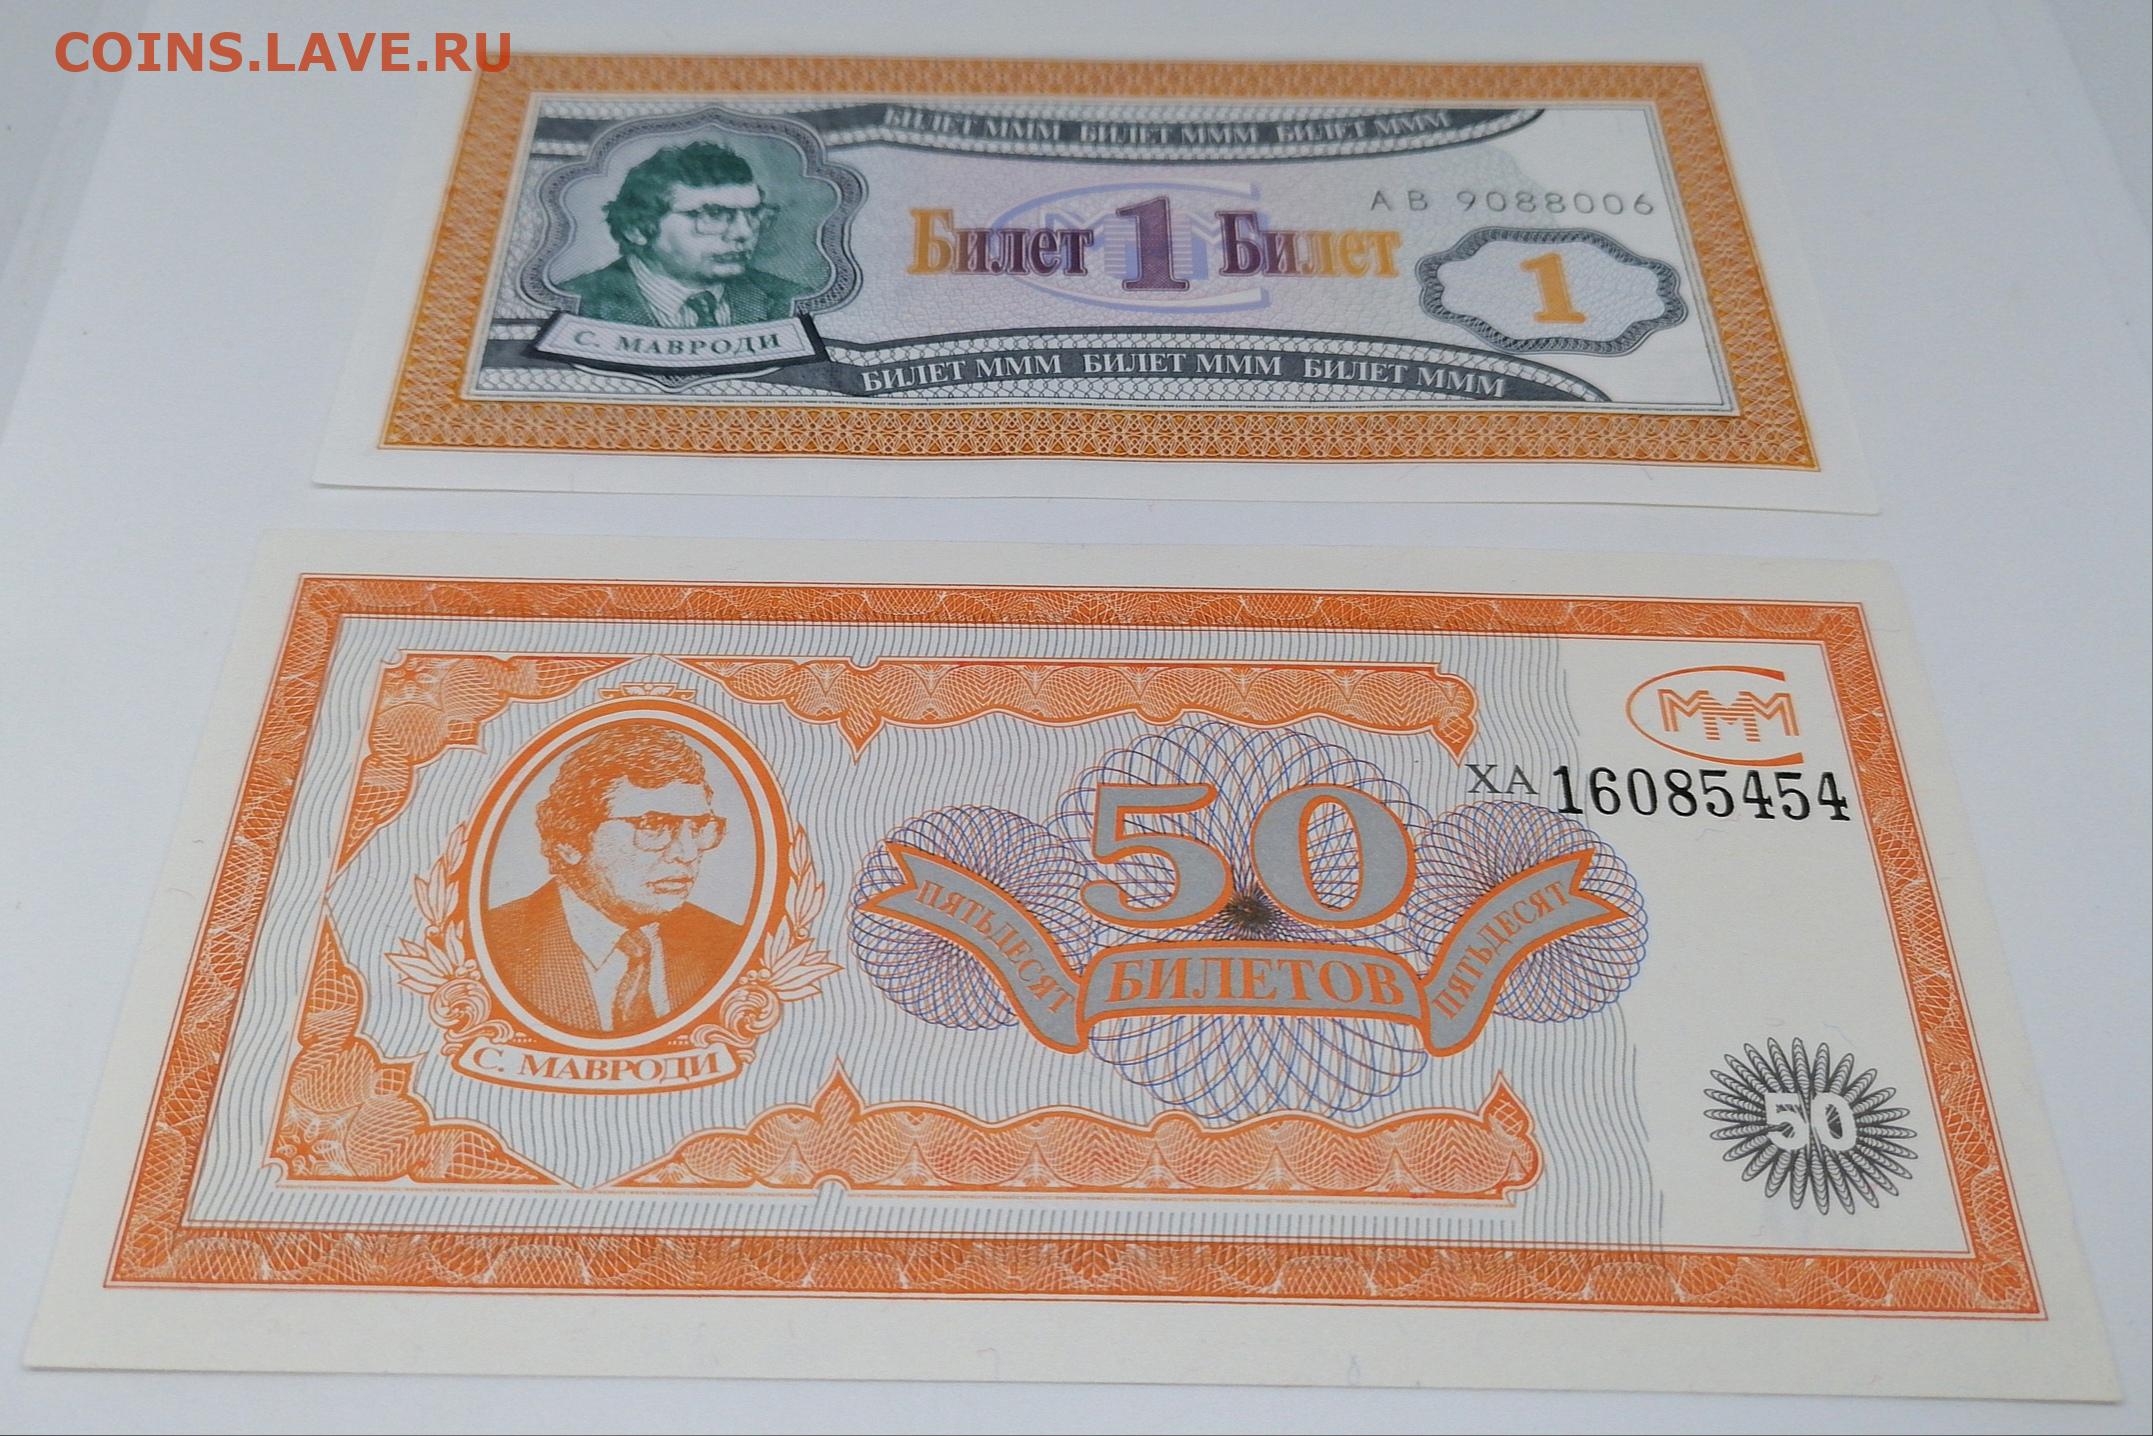 COINS.LAVE.RU
БИЛЕТ МММ БИЛЕТ МММ БИЛЕТ МММ
АВ 9088006
Билет 1 Билет
МММ
1
С. МАВРОДИ
БИЛЕТ МММ БИЛЕТ МММ БИЛЕТ МММ
МММ
ХА 16085454
50
ПЯТЬДЕСЯТ БИЛЕТОВ ПЯТЬДЕСЯТ
С. МАВРОДИ
50